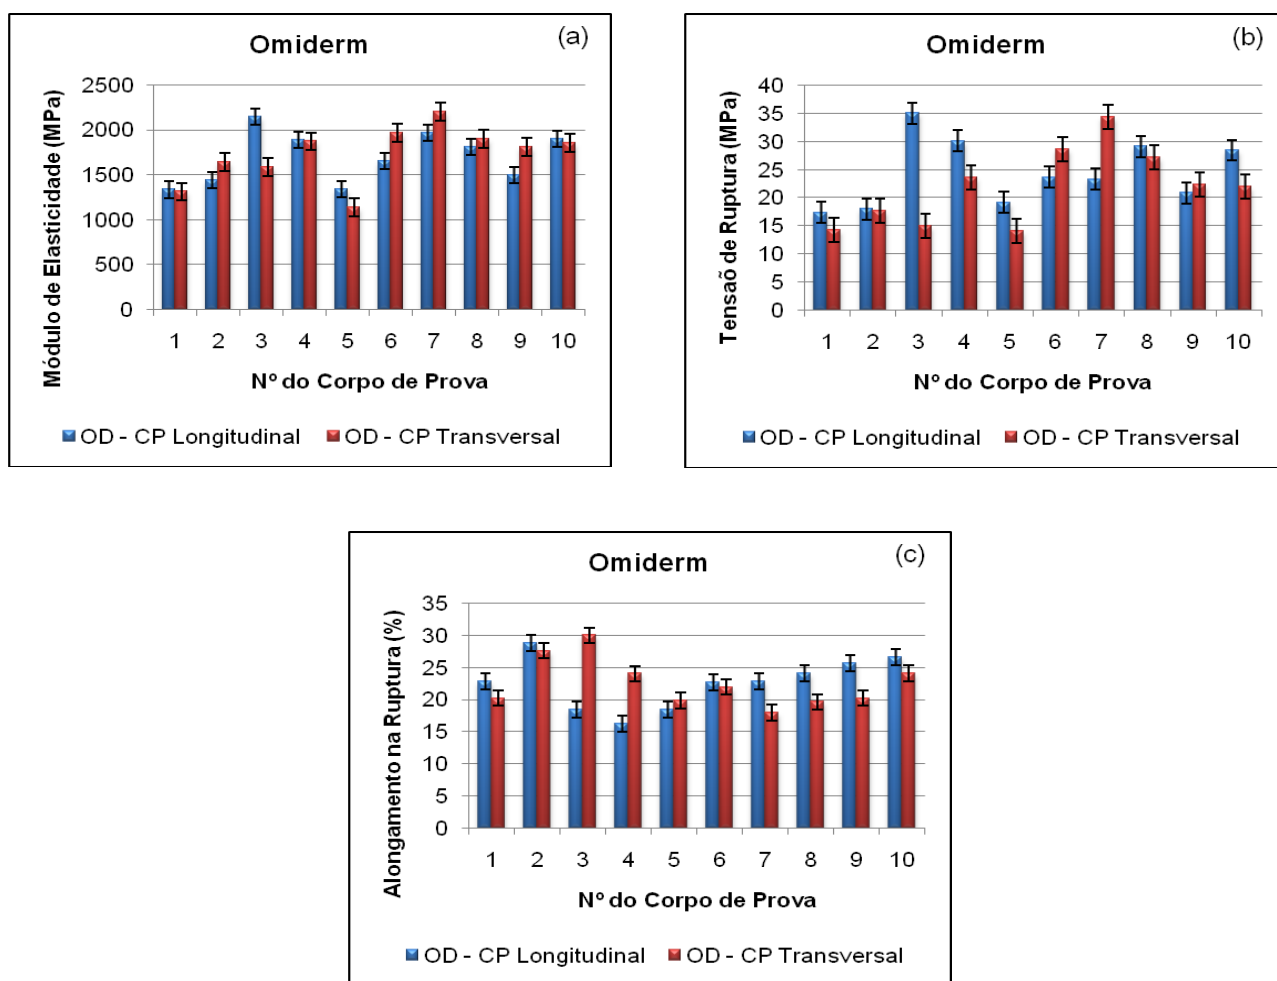 (a)
Omiderm
Módulo de Elasticidade (MPa)
2500
2000
1500
1000
500
0
1 2 3 4 5 6 7 8 9 10
Nº do Corpo de Prova
OD - CP Longitudinal OD - CP Transversal
(b)
Omiderm
Tensaõ de Ruptura (MPa)
40
35
30
25
20
15
10
5
0
1 2 3 4 5 6 7 8 9 10
Nº do Corpo de Prova
OD - CP Longitudinal OD - CP Transversal
(c)
Omiderm
Alongamento na Ruptura (%)
35
30
25
20
15
10
5
0
1 2 3 4 5 6 7 8 9 10
Nº do Corpo de Prova
OD - CP Longitudinal OD - CP Transversal